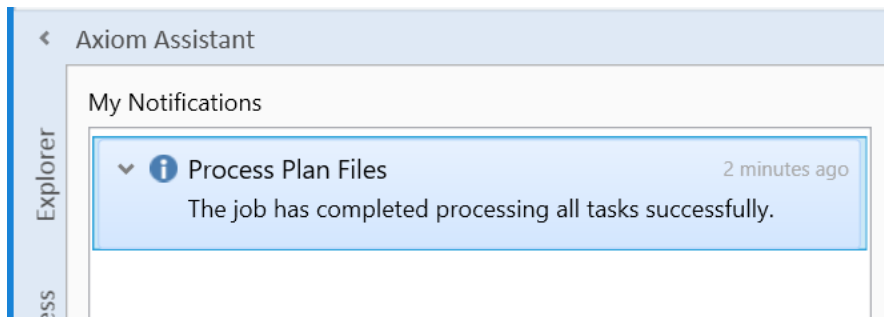 Axiom Assistant
My Notifications
Explorer
Process Plan Files
2 minutes ago
The job has completed processing all tasks successfully.